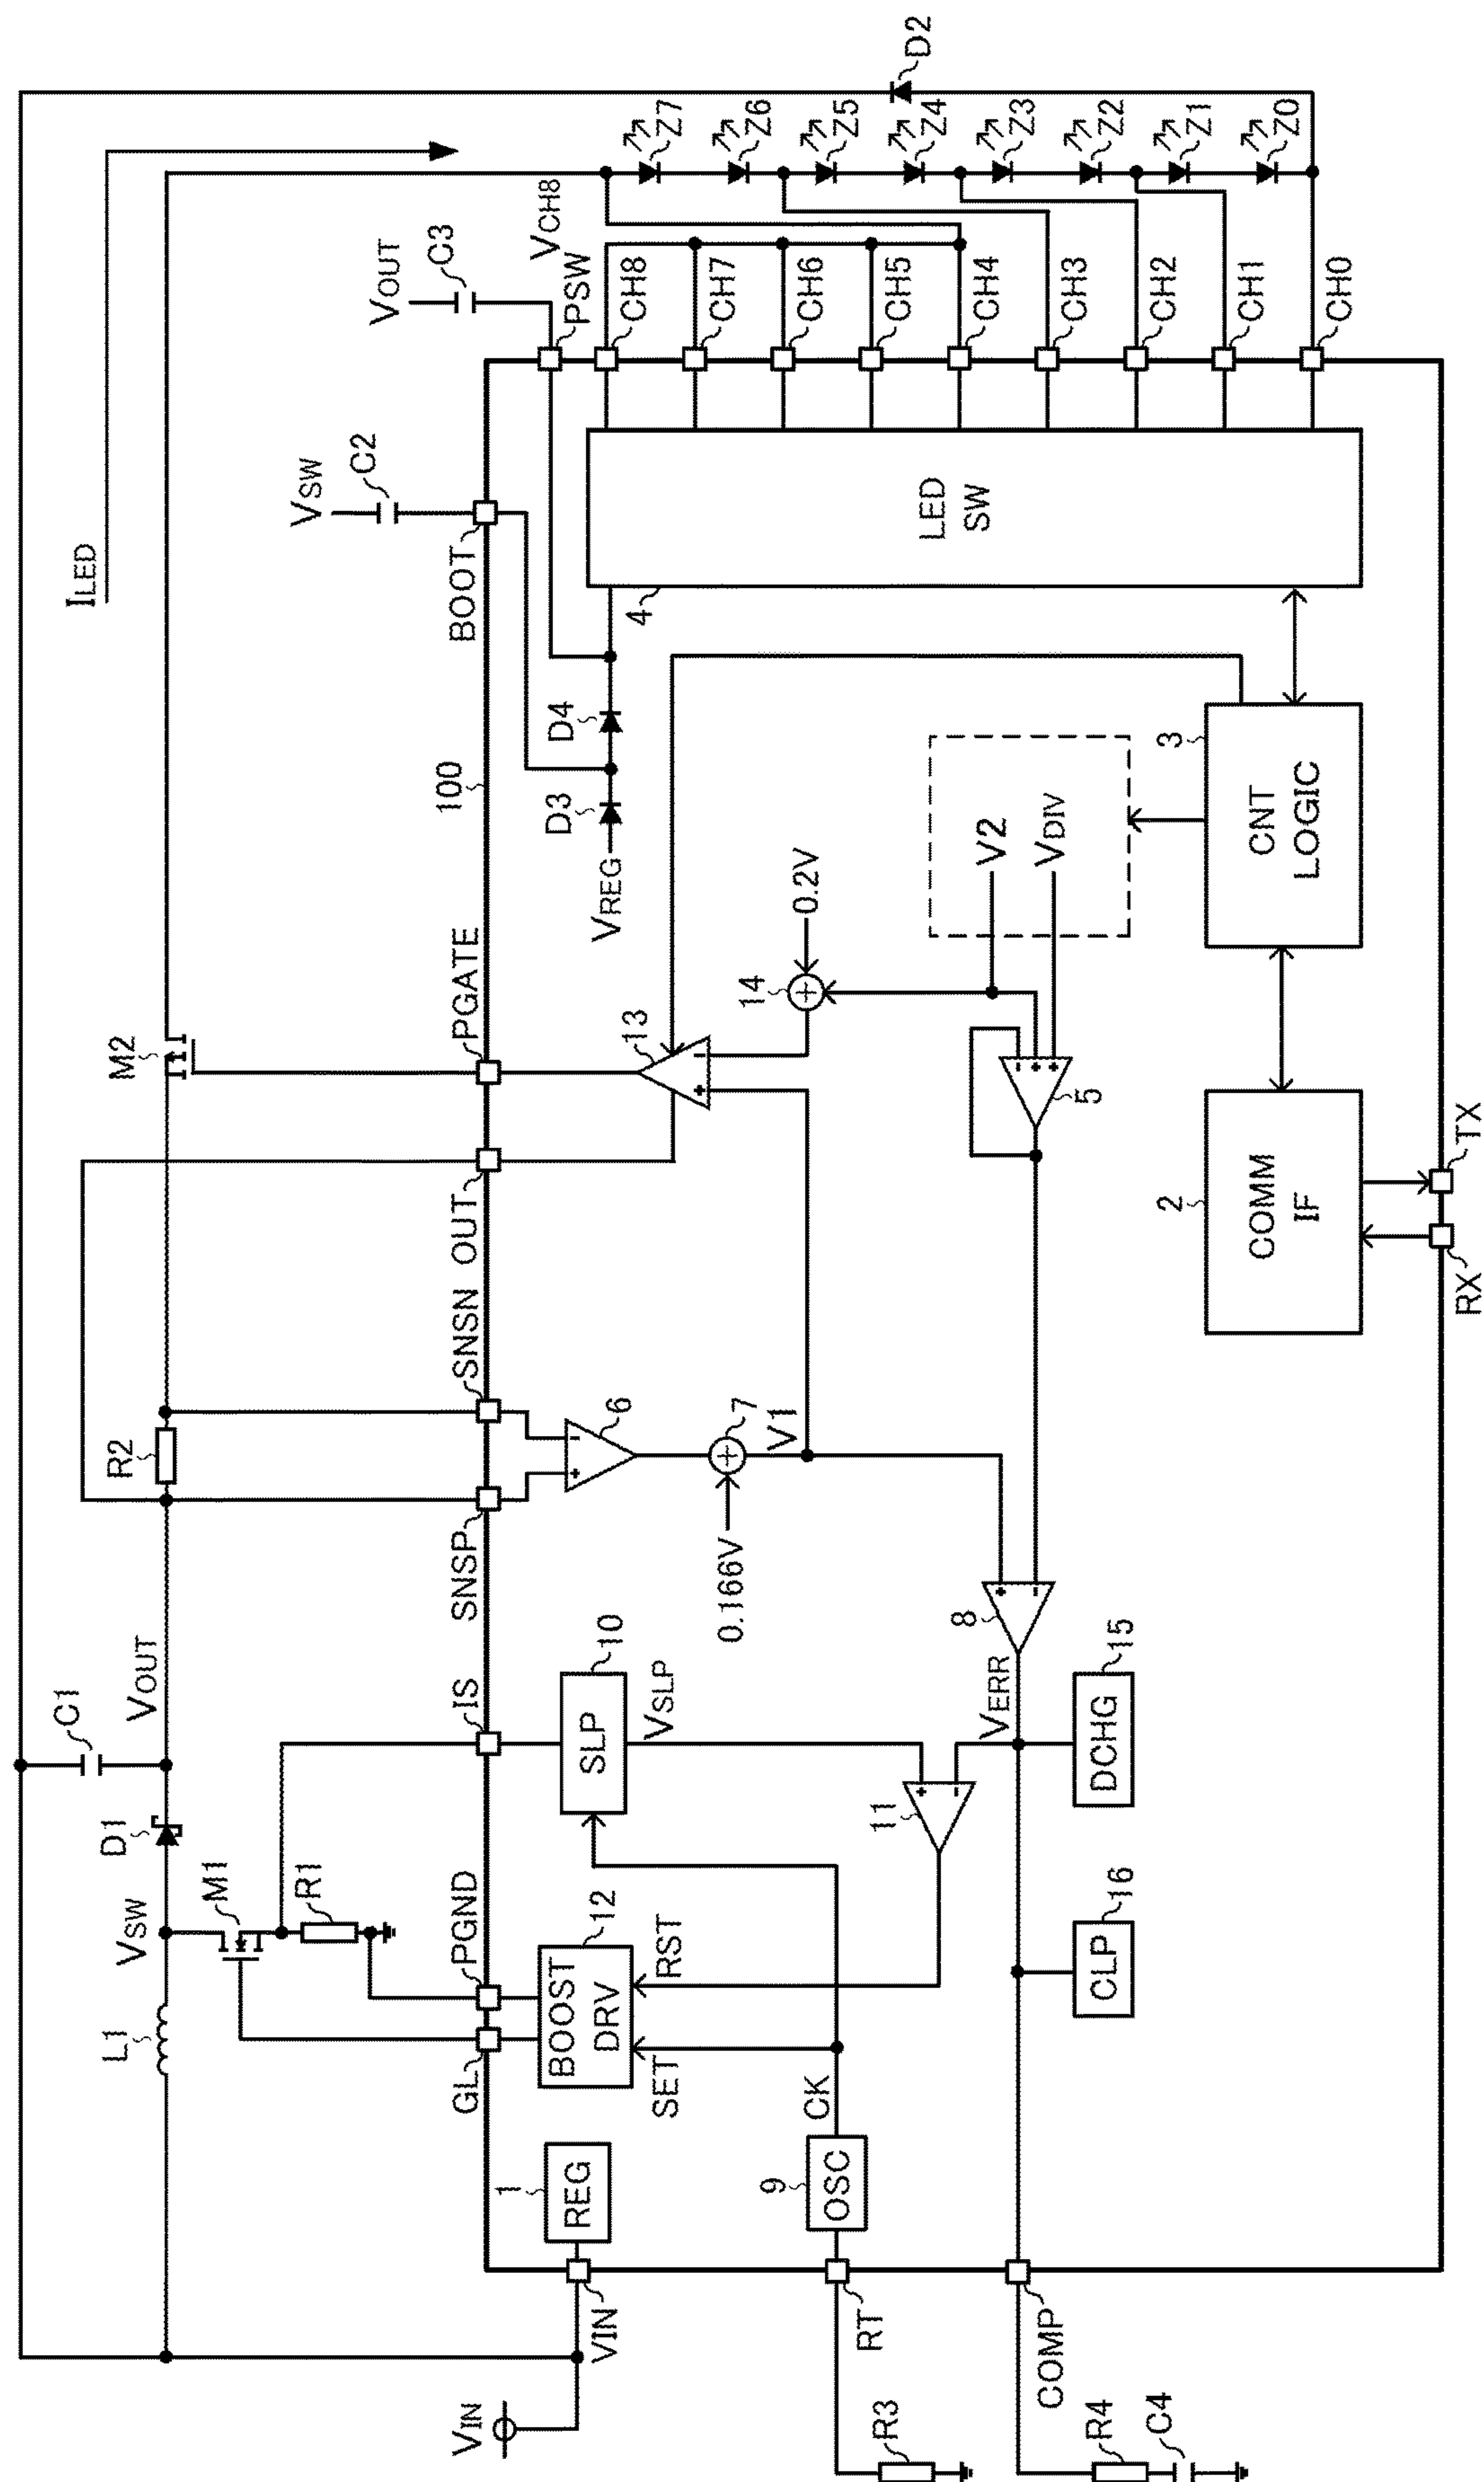 ILED
D2
Z7
Z6
Z5
Z4
Z3
Z2
Z1
Z0
VCH8
VOUT
C3
PSW
CH8
CH7
CH6
CH5
CH4
CH3
CH2
CH1
CH0
VSW
C2
BOOT
LED
SW
4
D4
D3
VREG
100
M2
PGATE
13
14
0.2V
V2
VDIV
3
CNT
LOGIC
5
2
COMM
IF
TX
RX
OUT
SNSN
SNSP
R2
6
7
V1
0.166V
8
C1
VOUT
IS
10
SLP
VSLP
VERR
15
DCHG
11
D1
VSW
M1
R1
PGND
12
BOOST
DRV
RST
SET
16
CLP
L1
GL
CK
1
REG
9
OSC
VIN
VIN
RT
COMP
R3
R4
C4